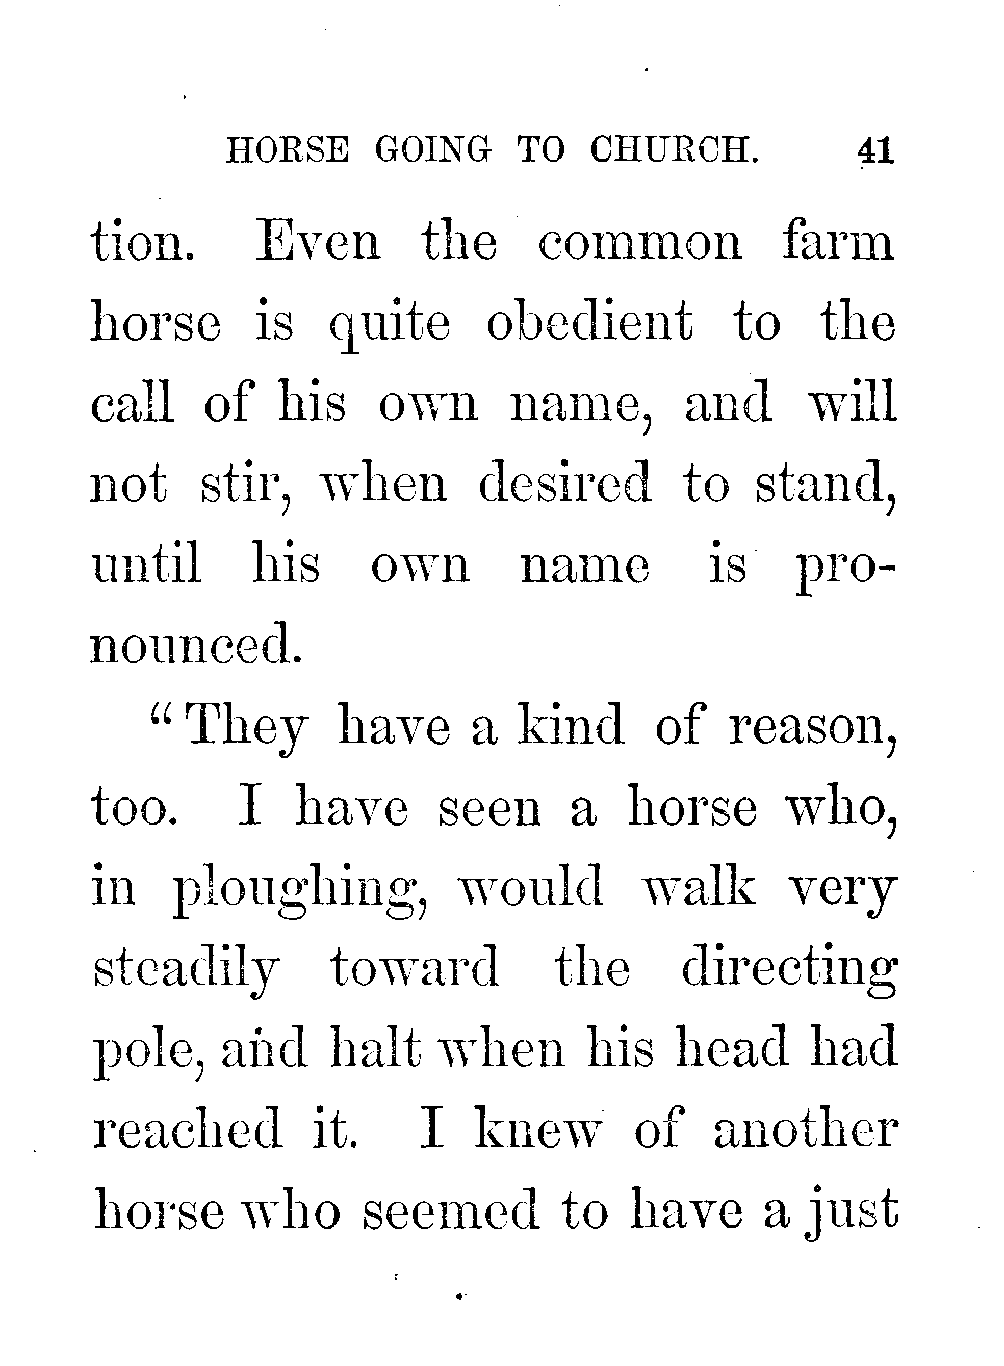 HORSE GOING TO CHURCH. 41
tion. Even the common farm
horse is quite obedient to the
call of his own name, and will
not stir, when desired to stand,
until his own name is pro-
nounced.
“They have a kind of reason,
too. I have seen a horse who,
in ploughing, would walk very
steadily toward the directing
pole, and halt when his head had
reached it. I knew of another
horse who seemed to have a just